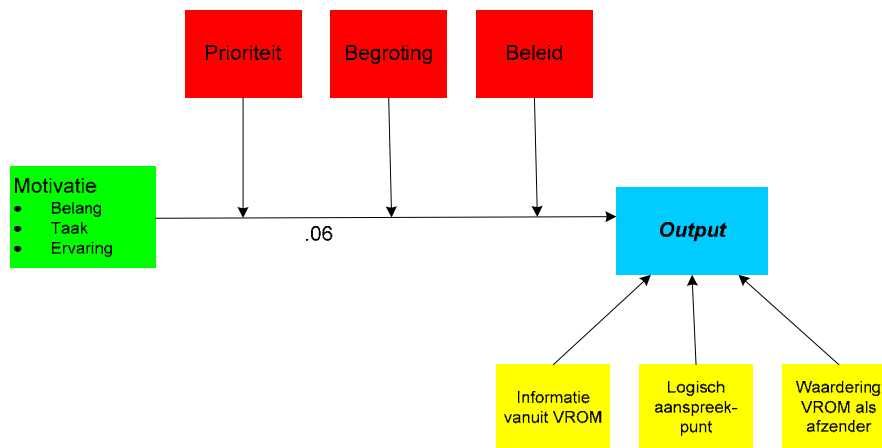 Prioriteit
Begroting
Beleid
Motivatie
• Belang
• Taak
• Ervaring
.06
Output
Informatie
vanuit VROM
Logisch
aanspreek-
punt
Waardering
VROM als
afzender